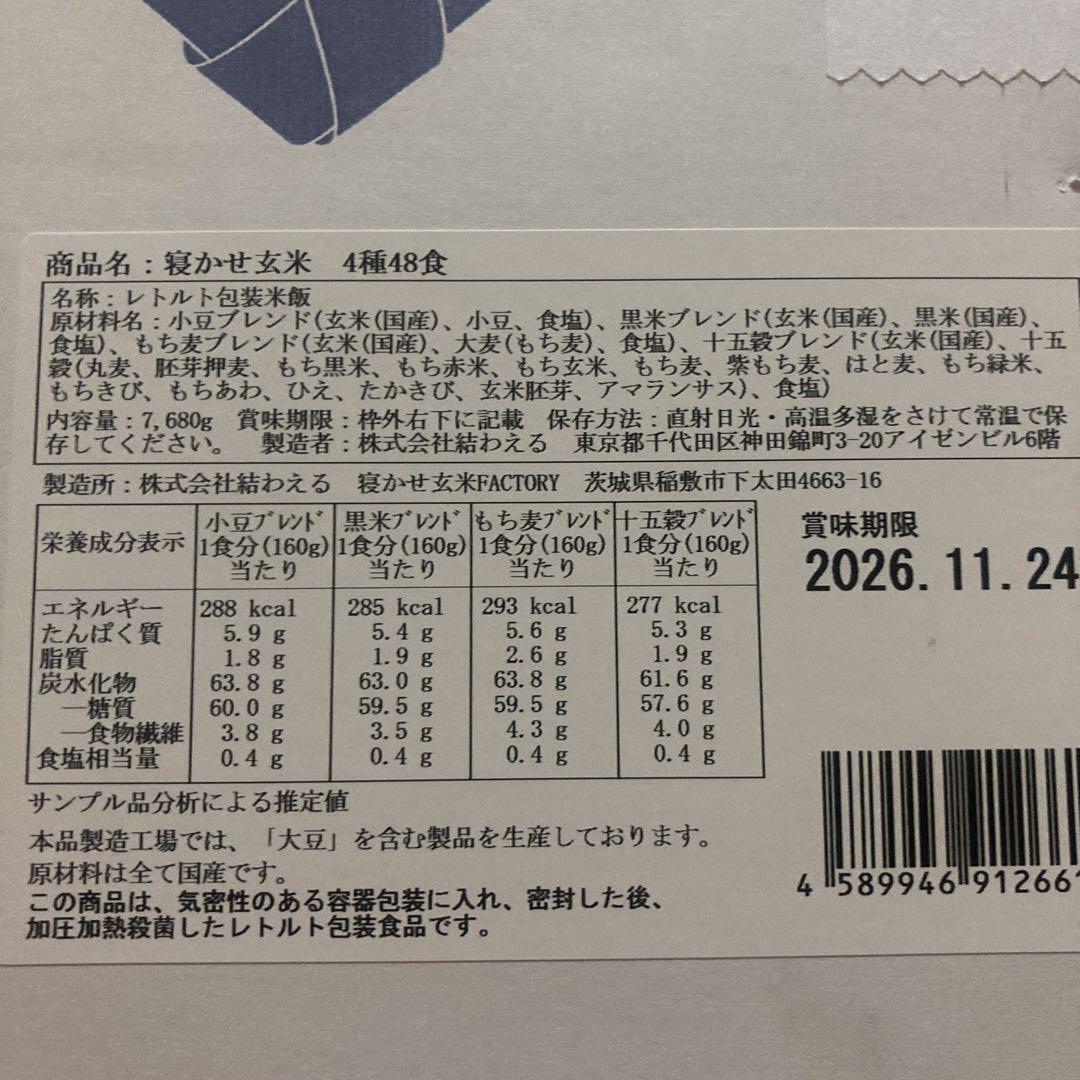 商品名：寝かせ玄米　4種48食
名称：レトルト包装米飯
原材料名：小豆ブレンド(玄米(国産)、小豆、食塩)、黒米ブレンド(玄米(国産)、黒米(国産)、
食塩)、もち麦ブレンド(玄米(国産)、大麦(もち麦)、食塩)、十五穀ブレンド(玄米(国産)、十五
穀(丸麦、胚芽押麦、もち黒米、もち赤米、もち玄米、もち麦、紫もち麦、はと麦、もち緑米、
もちきび、もちあわ、ひえ、たかきび、玄米胚芽、アマランサス)、食塩)
内容量：7,680g　賞味期限：枠外右下に記載　保存方法：直射日光・高温多湿をさけて常温で保
存してください。　製造者：株式会社結わえる　東京都千代田区神田錦町3-20アイゼンビル6階
製造所：株式会社結わえる　寝かせ玄米FACTORY　茨城県稲敷市下太田4663-16
栄養成分表示 小豆ﾌﾞﾚﾝﾄﾞ 1食分(160g) 当たり 黒米ﾌﾞﾚﾝﾄﾞ 1食分(160g) 当たり もち麦ﾌﾞﾚﾝﾄﾞ 1食分(160g) 当たり 十五穀ﾌﾞﾚﾝﾄﾞ 1食分(160g) 当たり
エネルギー 288 kcal 285 kcal 293 kcal 277 kcal
たんぱく質 5.9 g 5.4 g 5.6 g 5.3 g
脂質 1.8 g 1.9 g 2.6 g 1.9 g
炭水化物 63.8 g 63.0 g 63.8 g 61.6 g
―糖質 60.0 g 59.5 g 59.5 g 57.6 g
―食物繊維 3.8 g 3.5 g 4.3 g 4.0 g
食塩相当量 0.4 g 0.4 g 0.4 g 0.4 g
賞味期限
2026.11.24
サンプル品分析による推定値
本品製造工場では、「大豆」を含む製品を生産しております。
原材料は全て国産です。
この商品は、気密性のある容器包装に入れ、密封した後、
加圧加熱殺菌したレトルト包装食品です。
4 589946 912661